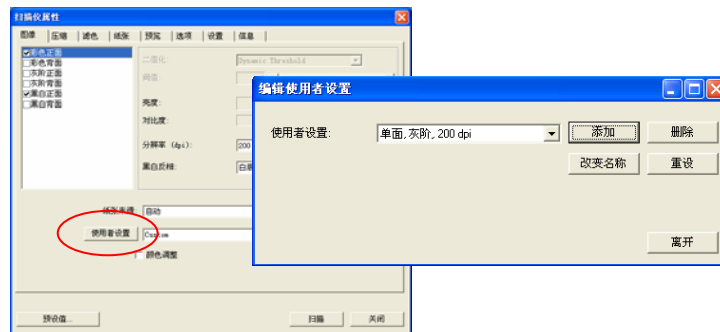 扫描仪属性
图像 压缩 滤色 纸张 预览 选项 设置 信息
彩色正面
彩色背面
灰阶正面
灰阶背面
黑白正面
黑白背面
二值化:
Dynamic Threshold
阈值
亮度:
对比度:
分辨率 (dpi):
200
黑白反相:
纸张来源:
自动
使用者设置
Custom
颜色调整
预设值...
扫描
关闭
编辑使用者设置
使用者设置:
单面, 灰阶, 200 dpi
添加
删除
改变名称
重设
离开